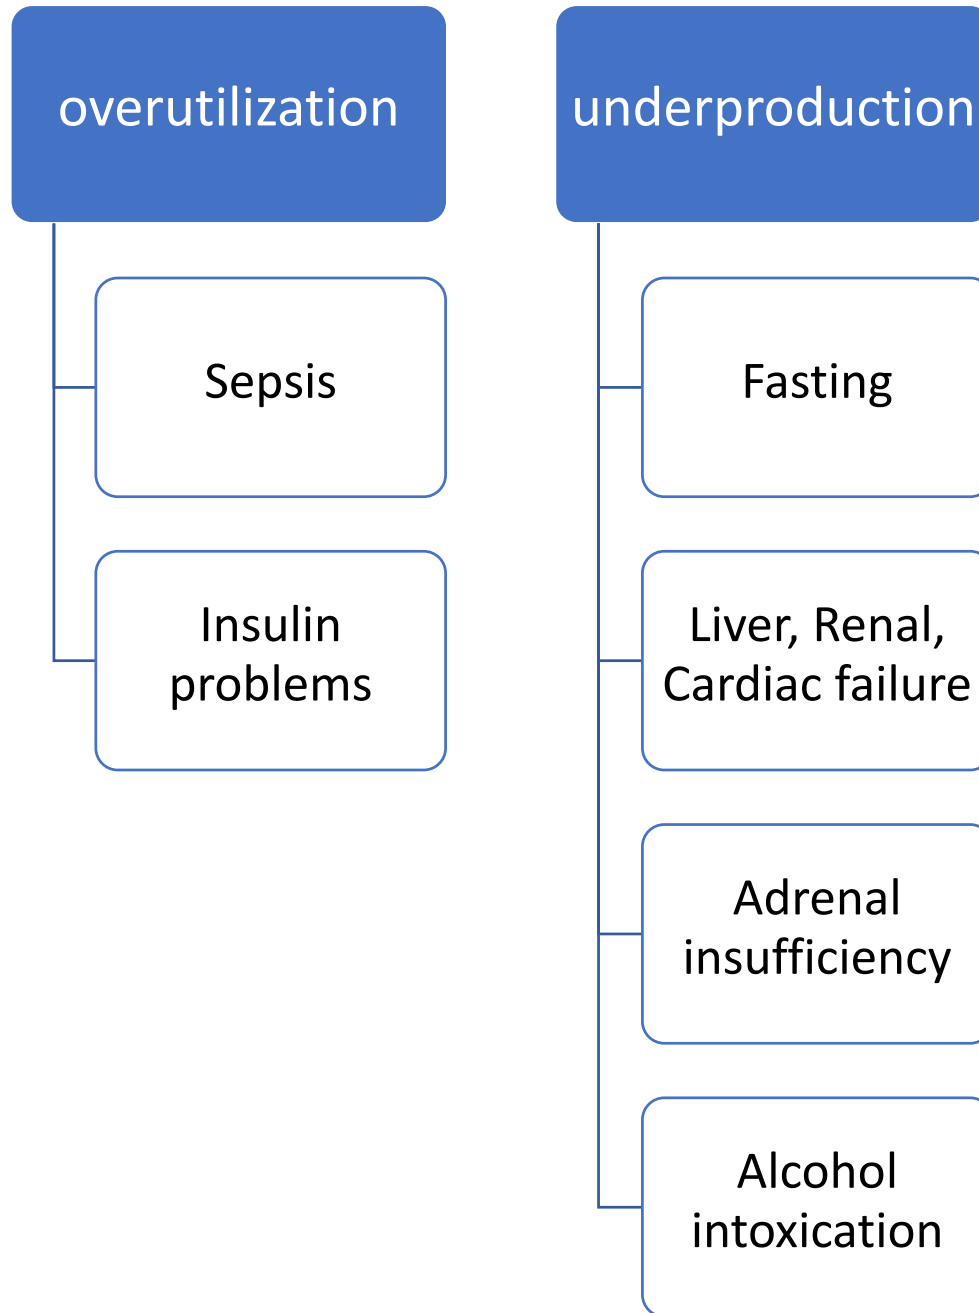 overutilization
Sepsis
Insulin
problems
underproduction
Fasting
Liver, Renal,
Cardiac failure
Adrenal
insufficiency
Alcohol
intoxication